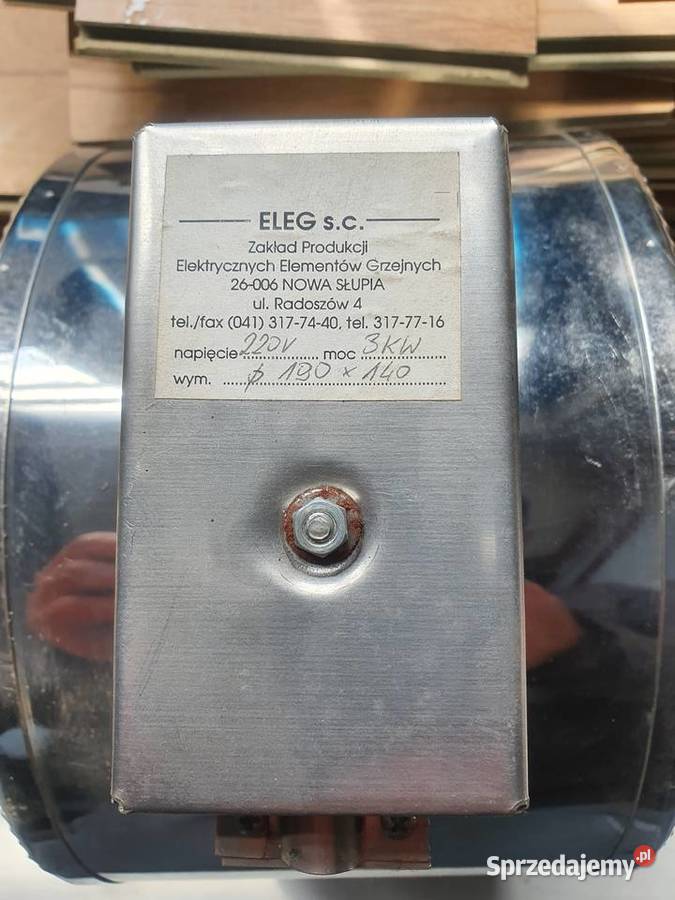 ELEG s.c.
Zakład Produkcji
Elektrycznych Elementów Grzejnych
26-006 NOWA SŁUPIA
ul. Radoszów 4
tel./fax (041) 317-74-40, tel. 317-77-16
napięcie 220V moc 3KW
wym. ϕ 190 x 140
Sprzedajemy.pl